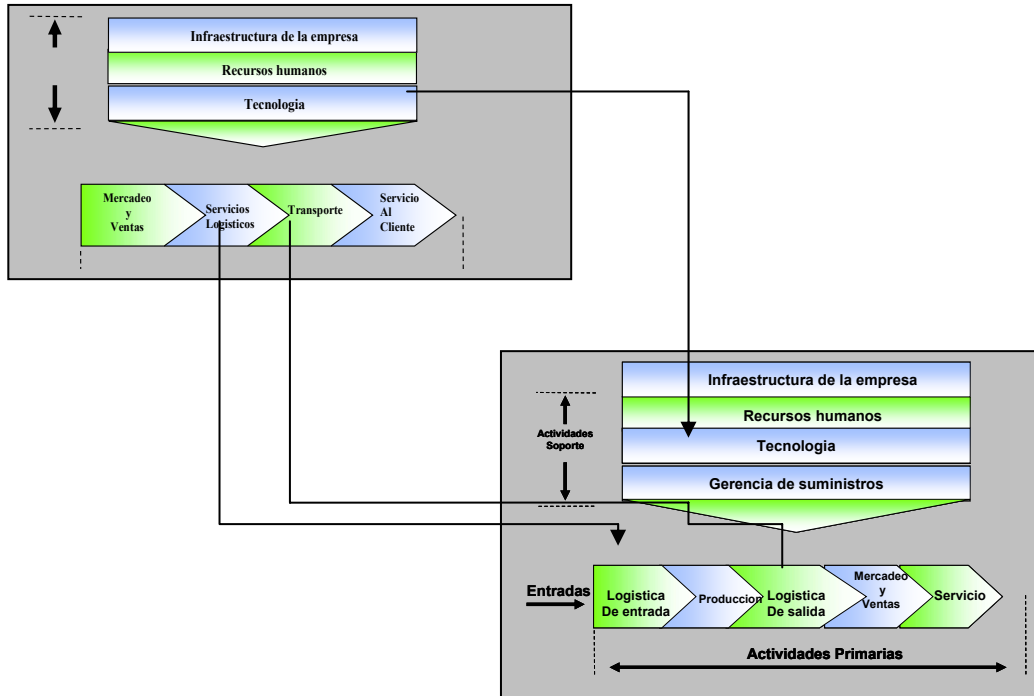 Infraestructura de la empresa
Recursos humanos
Tecnologia
Mercadeo
y
Ventas
Servicios
Logisticos
Transporte
Servicio
Al
Cliente
Infraestructura de la empresa
Recursos humanos
Tecnologia
Gerencia de suministros
Actividades
Soporte
Entradas
Logistica
De entrada
Produccion
Logistica
De salida
Mercadeo
y
Ventas
Servicio
Actividades Primarias